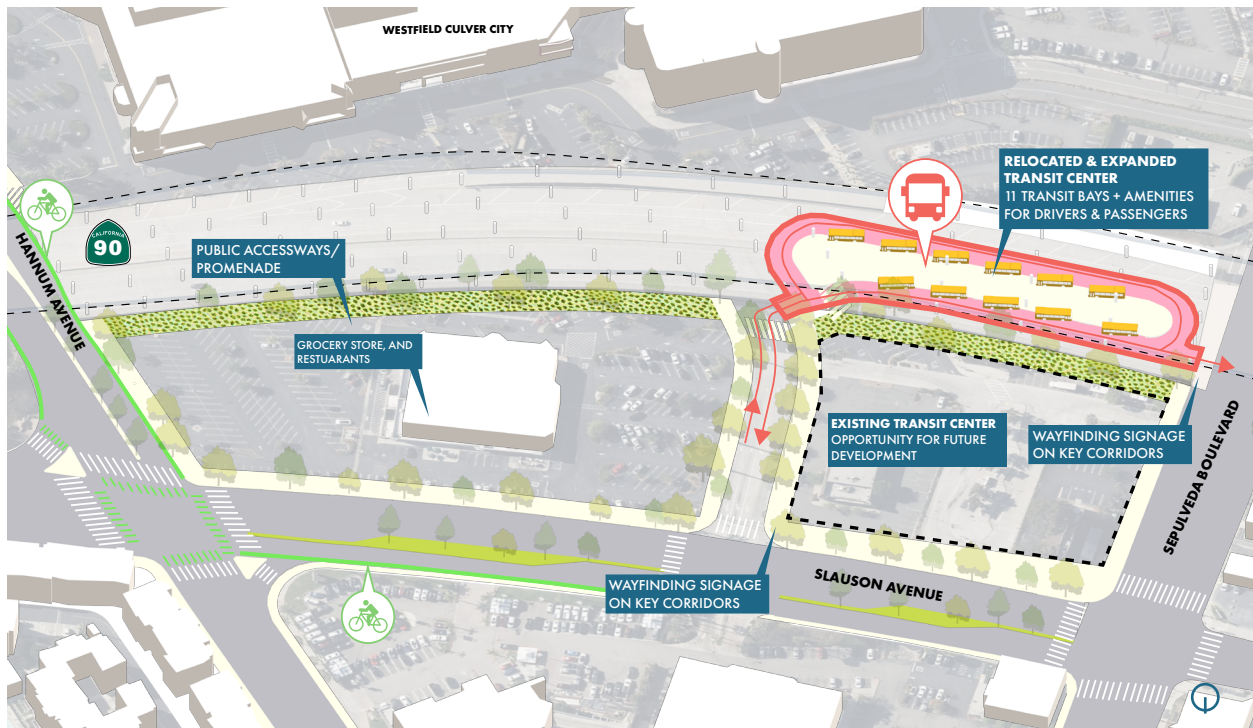 WESTFIELD CULVER CITY
RELOCATED & EXPANDED
TRANSIT CENTER
11 TRANSIT BAYS + AMENITIES
FOR DRIVERS & PASSENGERS
CALIFORNIA
90
HANNUM AVENUE
PUBLIC ACCESSWAYS/
PROMENADE
GROCERY STORE, AND
RESTUARANTS
EXISTING TRANSIT CENTER
OPPORTUNITY FOR FUTURE
DEVELOPMENT
WAYFINDING SIGNAGE
ON KEY CORRIDORS
SEPULVEDA BOULEVARD
WAYFINDING SIGNAGE
ON KEY CORRIDORS
SLAUSON AVENUE